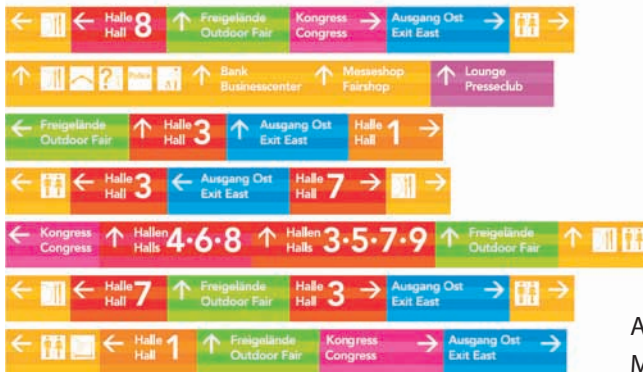 Halle
Hall 8
Freigelände
Outdoor Fair
Kongress
Congress
Ausgang Ost
Exit East
Bank
Businesscenter
Messeshop
Fairshop
Lounge
Presseclub
Freigelände
Outdoor Fair
Halle
Hall 3
Ausgang Ost
Exit East
Halle
Hall 1
Halle
Hall 3
Ausgang Ost
Exit East
Halle
Hall 7
Kongress
Congress
Hallen
Halls 4·6·8
Hallen
Halls 3·5·7·9
Freigelände
Outdoor Fair
Halle
Hall 7
Freigelände
Outdoor Fair
Halle
Hall 3
Ausgang Ost
Exit East
Halle
Hall 1
Freigelände
Outdoor Fair
Kongress
Congress
Ausgang Ost
Exit East
A
M